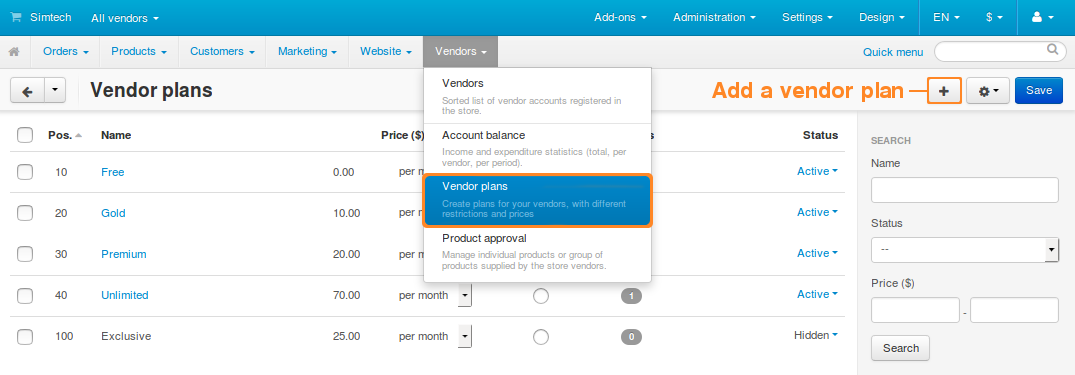 Simtech All vendors Add-ons Administration Settings Design EN $
Orders Products Customers Marketing Website Vendors Quick menu
Vendor plans Add a vendor plan + Save
Vendors
Sorted list of vendor accounts registered in
the store.
Account balance
Income and expenditure statistics (total, per
vendor, per period).
Vendor plans
Create plans for your vendors, with different
restrictions and prices
Product approval
Manage individual products or group of
products supplied by the store vendors.
Pos. Name Price ($) s Status
10 Free 0.00 per m Active
20 Gold 10.00 per m Active
30 Premium 20.00 per m Active
40 Unlimited 70.00 per month 1 Active
100 Exclusive 25.00 per month 0 Hidden
SEARCH
Name
Status
--
Price ($)
-
Search